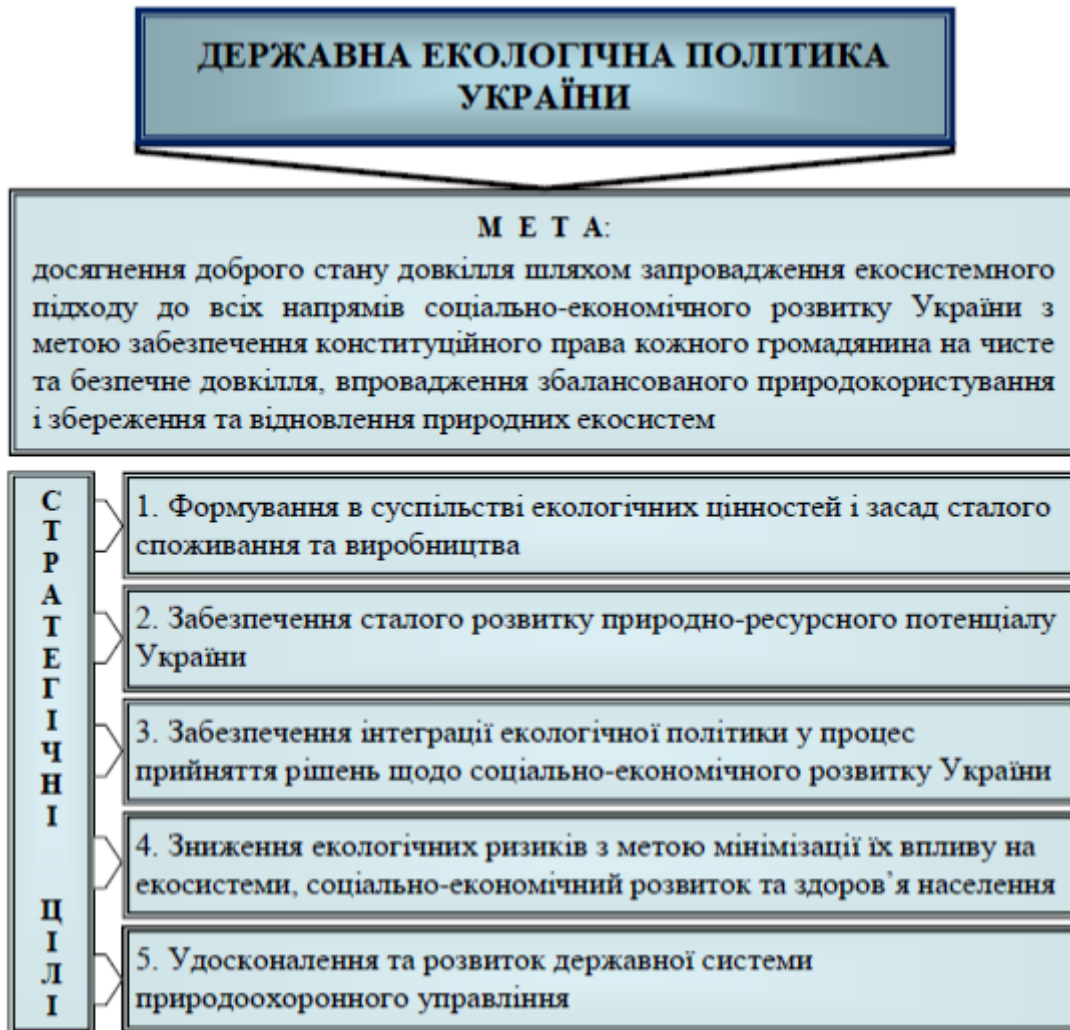 ДЕРЖАВНА ЕКОЛОГІЧНА ПОЛІТИКА
УКРАЇНИ
М Е Т А:
досягнення доброго стану довкілля шляхом запровадження екосистемного
підходу до всіх напрямів соціально-економічного розвитку України з
метою забезпечення конституційного права кожного громадянина на чисте
та безпечне довкілля, впровадження збалансованого природокористування
і збереження та відновлення природних екосистем
СТРАТЕГІЧНІ ЦІЛІ
1. Формування в суспільстві екологічних цінностей і засад сталого
споживання та виробництва
2. Забезпечення сталого розвитку природно-ресурсного потенціалу
України
3. Забезпечення інтеграції екологічної політики у процес
прийняття рішень щодо соціально-економічного розвитку України
4. Зниження екологічних ризиків з метою мінімізації їх впливу на
екосистеми, соціально-економічний розвиток та здоров’я населення
5. Удосконалення та розвиток державної системи
природоохоронного управління